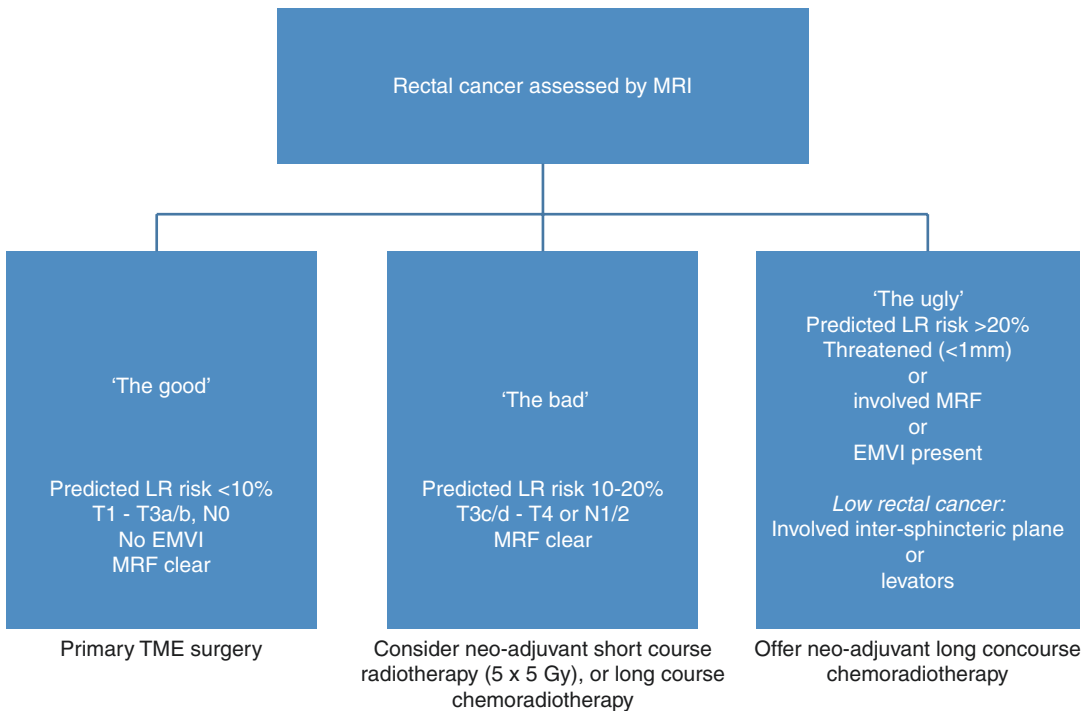 Rectal cancer assessed by MRI
‘The good’
Predicted LR risk <10%
T1 - T3a/b, N0
No EMVI
MRF clear
Primary TME surgery
‘The bad’
Predicted LR risk 10-20%
T3c/d - T4 or N1/2
MRF clear
Consider neo-adjuvant short course
radiotherapy (5 x 5 Gy), or long course
chemoradiotherapy
‘The ugly’
Predicted LR risk >20%
Threatened (<1mm)
or
involved MRF
or
EMVI present
Low rectal cancer:
Involved inter-sphincteric plane
or
levators
Offer neo-adjuvant long concourse
chemoradiotherapy